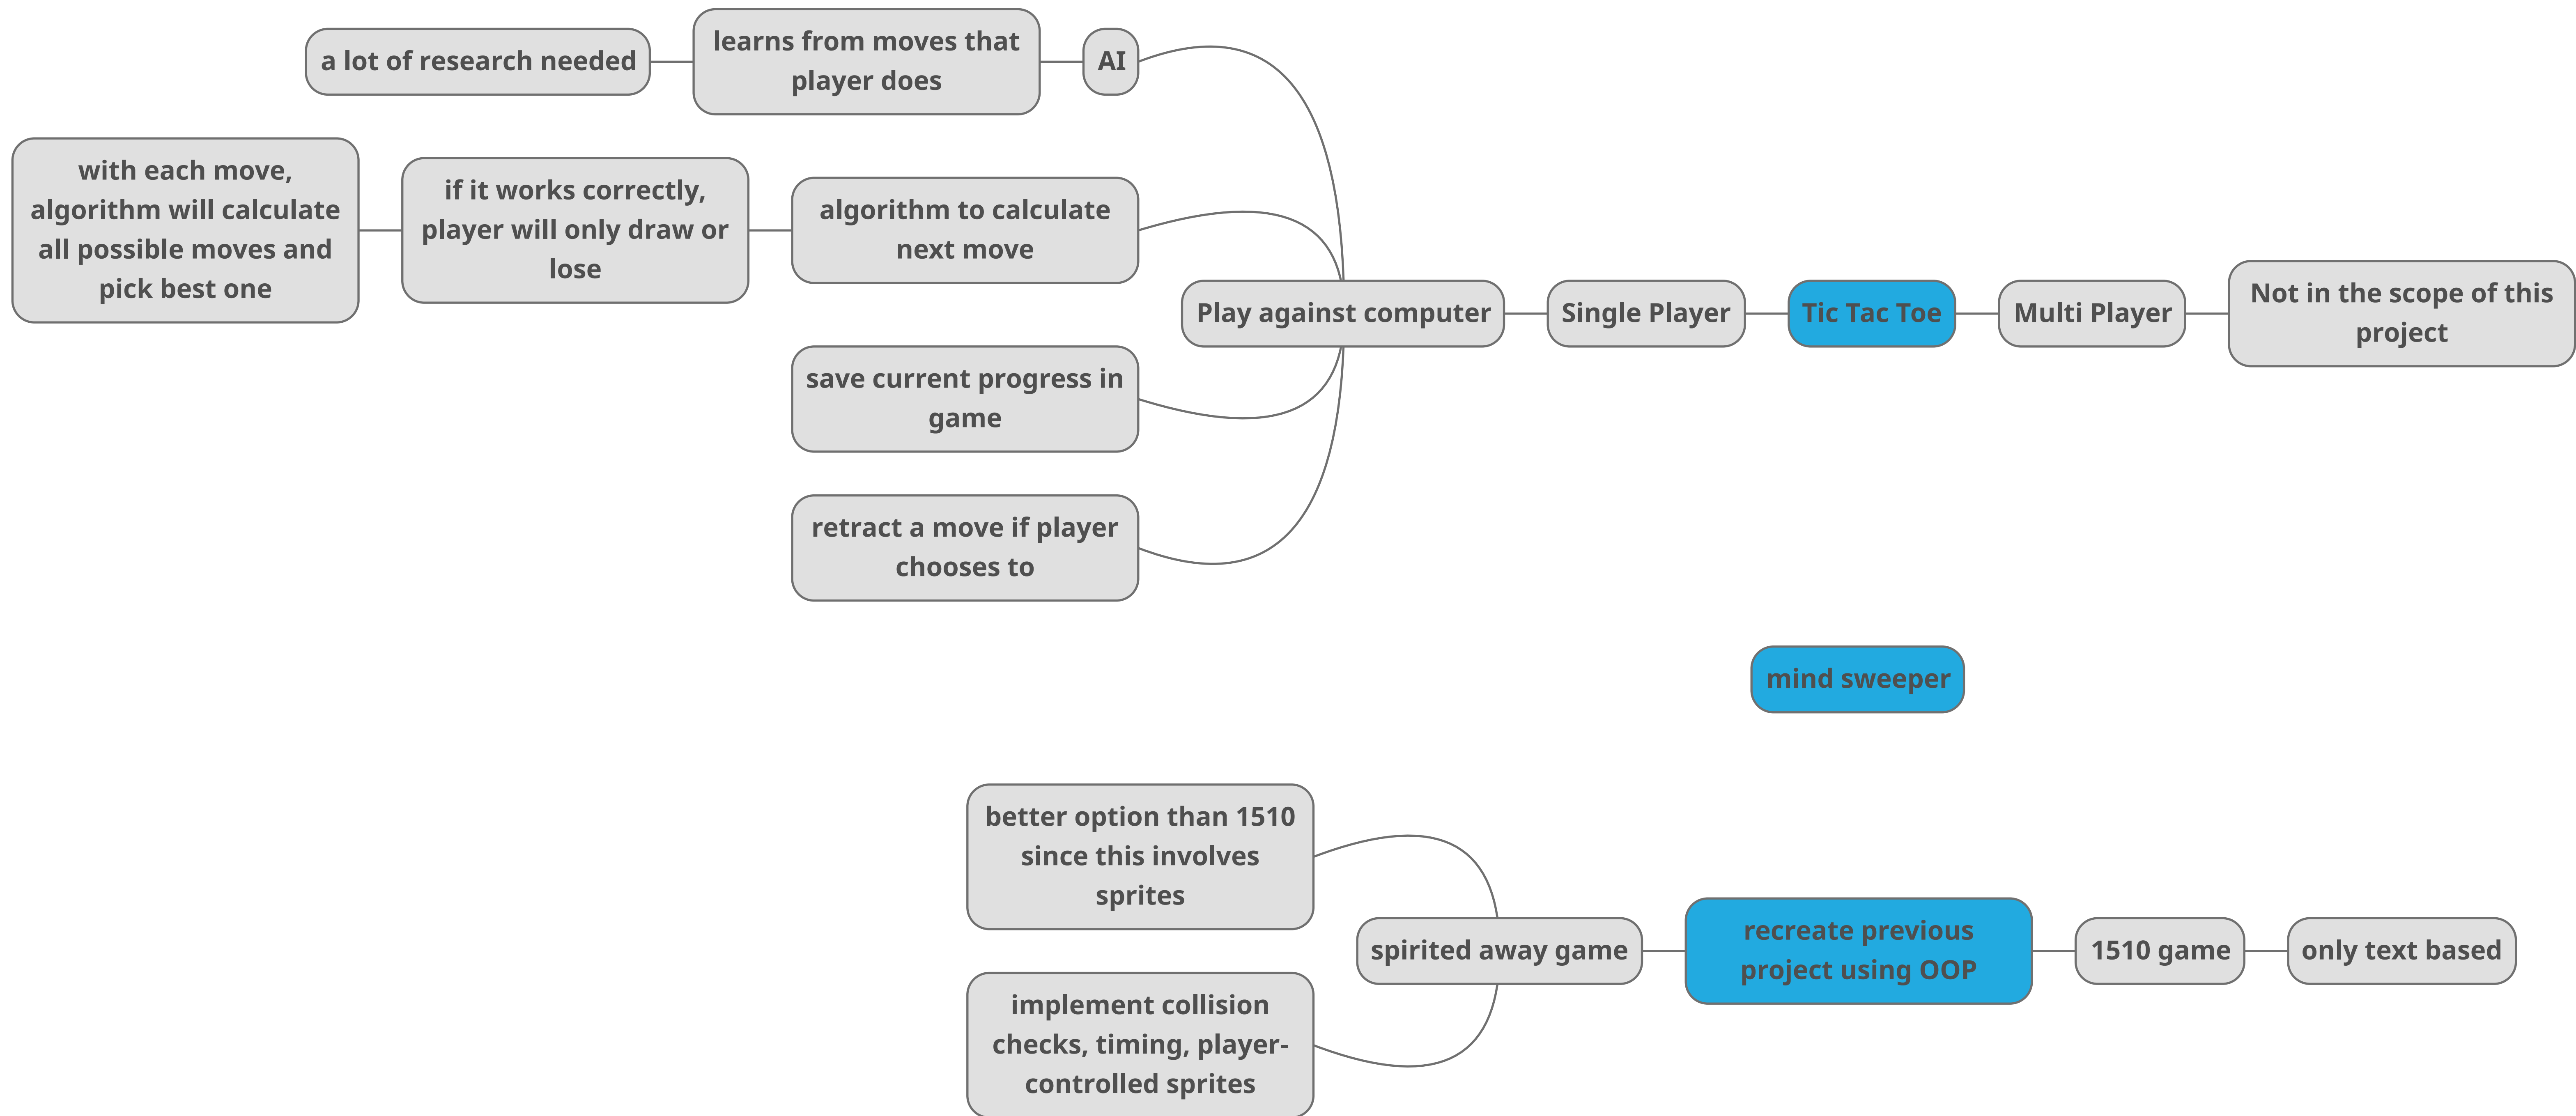 a lot of research needed
learns from moves that
player does
AI
with each move,
algorithm will calculate
all possible moves and
pick best one
if it works correctly,
player will only draw or
lose
algorithm to calculate
next move
save current progress in
game
retract a move if player
chooses to
Play against computer
Single Player
Tic Tac Toe
Multi Player
Not in the scope of this
project
mind sweeper
better option than 1510
since this involves
sprites
implement collision
checks, timing, player-
controlled sprites
spirited away game
recreate previous
project using OOP
1510 game
only text based